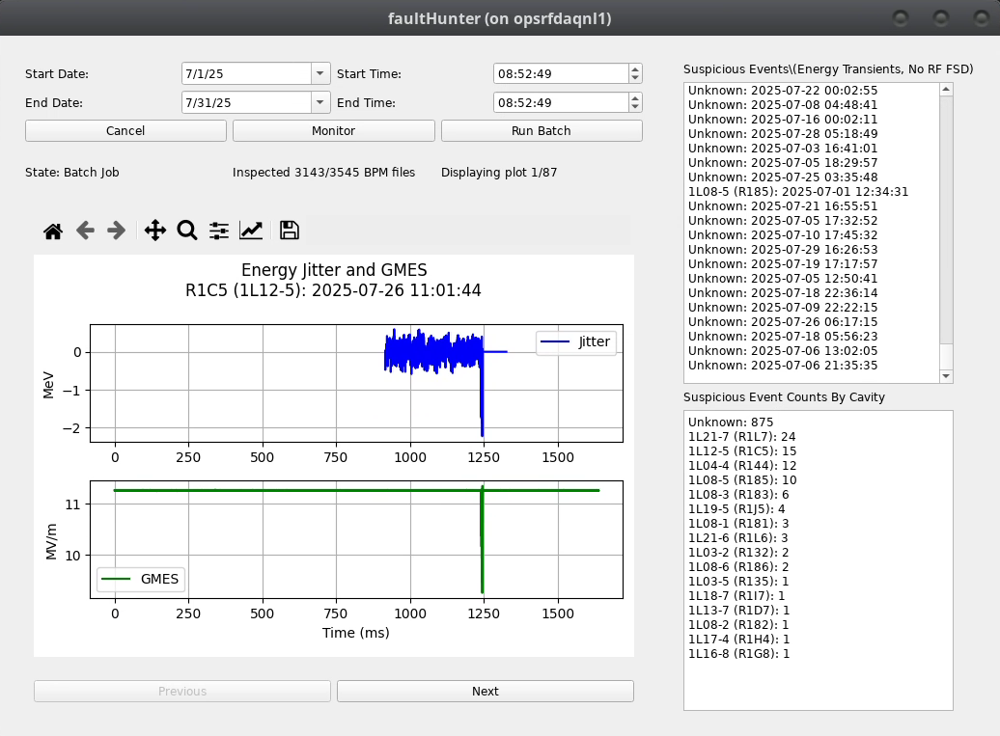 faultHunter (on opsrfdaqnl1)
Start Date: 7/1/25 Start Time: 08:52:49
End Date: 7/31/25 End Time: 08:52:49
Cancel Monitor Run Batch
State: Batch Job Inspected 3143/3545 BPM files Displaying plot 1/87
Energy Jitter and GMES
R1C5 (1L12-5): 2025-07-26 11:01:44
Jitter
MeV
0
−1
−2
0 250 500 750 1000 1250 1500
MV/m
11
10
GMES
0 250 500 750 1000 1250 1500
Time (ms)
Previous Next
Suspicious Events\(Energy Transients, No RF FSD)
Unknown: 2025-07-22 00:02:55
Unknown: 2025-07-08 04:48:41
Unknown: 2025-07-16 00:02:11
Unknown: 2025-07-28 05:18:49
Unknown: 2025-07-03 16:41:01
Unknown: 2025-07-05 18:29:57
Unknown: 2025-07-25 03:35:48
1L08-5 (R185): 2025-07-01 12:34:31
Unknown: 2025-07-21 16:55:51
Unknown: 2025-07-05 17:32:52
Unknown: 2025-07-10 17:45:32
Unknown: 2025-07-29 16:26:53
Unknown: 2025-07-19 17:17:57
Unknown: 2025-07-05 12:50:41
Unknown: 2025-07-18 22:36:14
Unknown: 2025-07-09 22:22:15
Unknown: 2025-07-26 06:17:15
Unknown: 2025-07-18 05:56:23
Unknown: 2025-07-06 13:02:05
Unknown: 2025-07-06 21:35:35
Suspicious Event Counts By Cavity
Unknown: 875
1L21-7 (R1L7): 24
1L12-5 (R1C5): 15
1L04-4 (R144): 12
1L08-5 (R185): 10
1L08-3 (R183): 6
1L19-5 (R1J5): 4
1L08-1 (R181): 3
1L21-6 (R1L6): 3
1L03-2 (R132): 2
1L08-6 (R186): 2
1L03-5 (R135): 1
1L18-7 (R1I7): 1
1L13-7 (R1D7): 1
1L08-2 (R182): 1
1L17-4 (R1H4): 1
1L16-8 (R1G8): 1